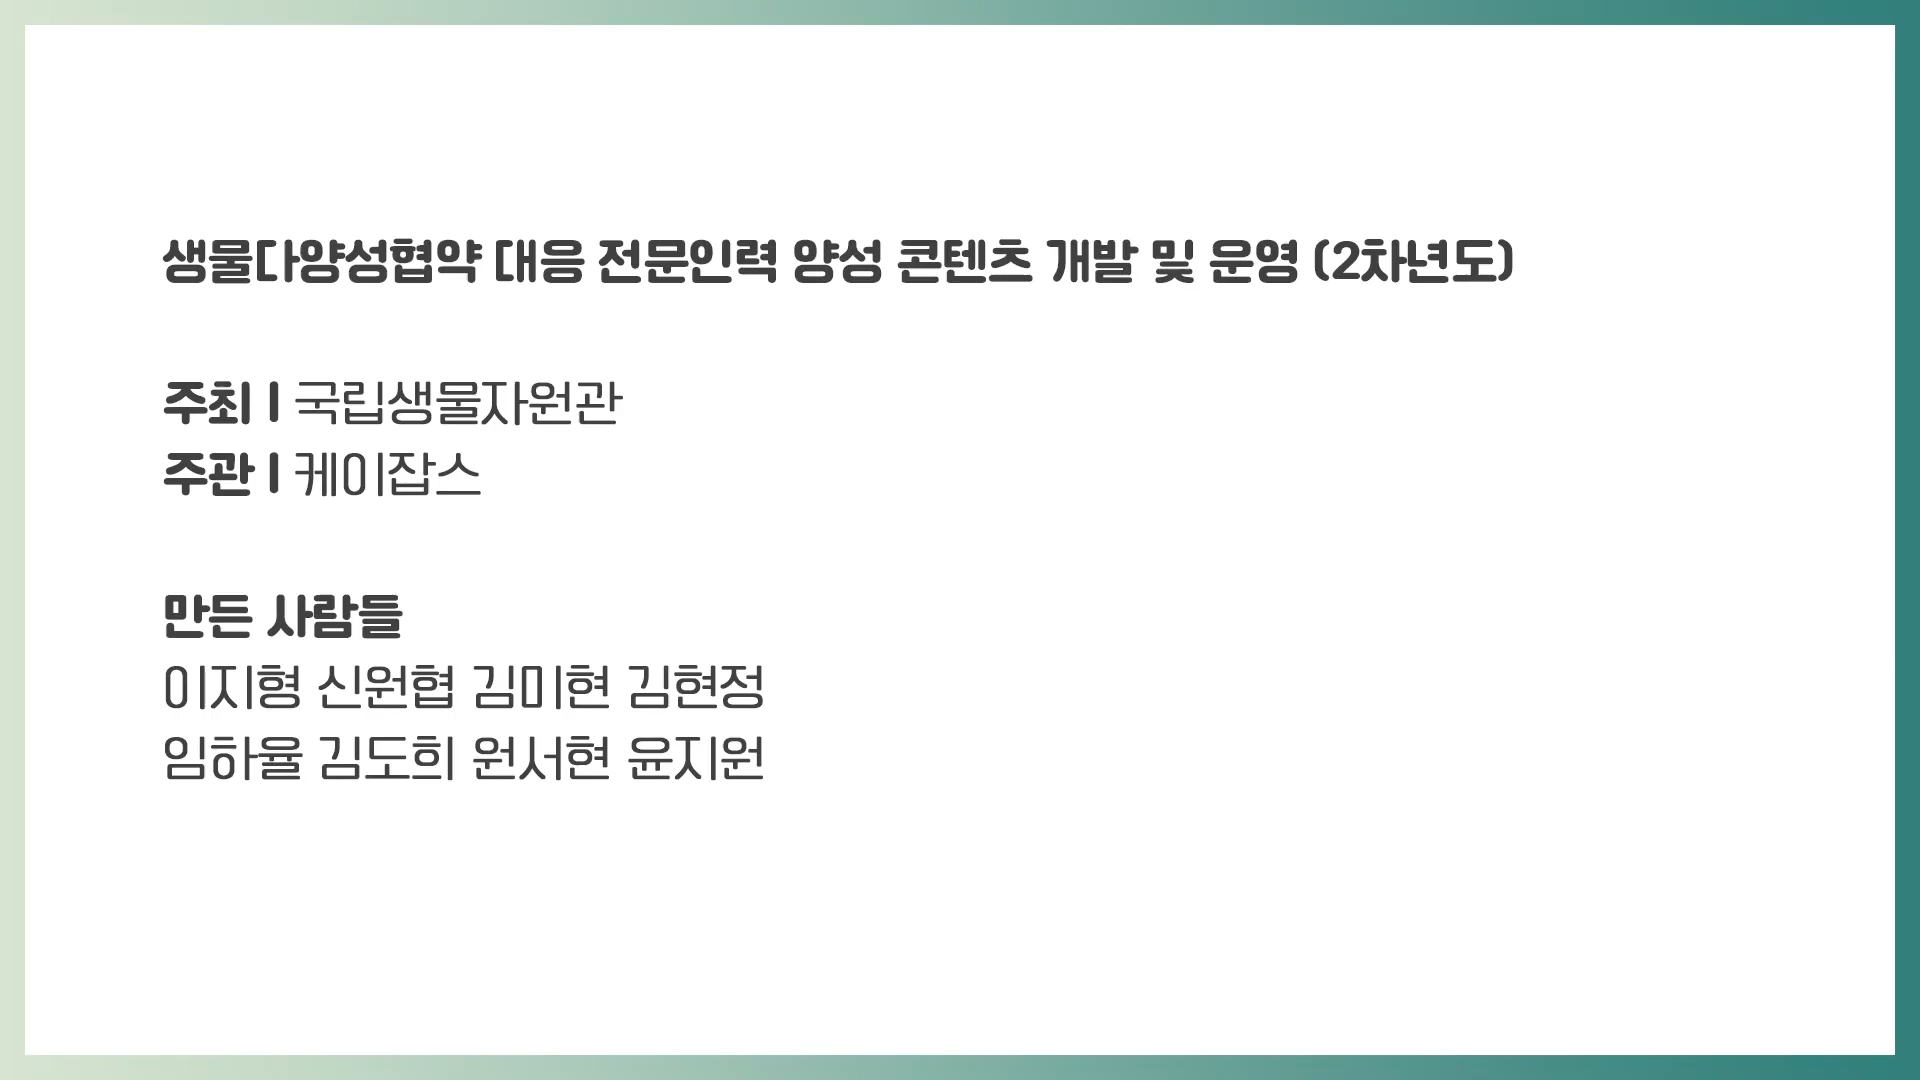 생물다양성협약 대응 전문인력 양성 콘텐츠 개발 및 운영 (2차년도)
주최 | 국립생물자원관
주관 | 케이잡스
만든 사람들
이지형 신원협 김미현 김현정
임하율 김도희 원서현 윤지원